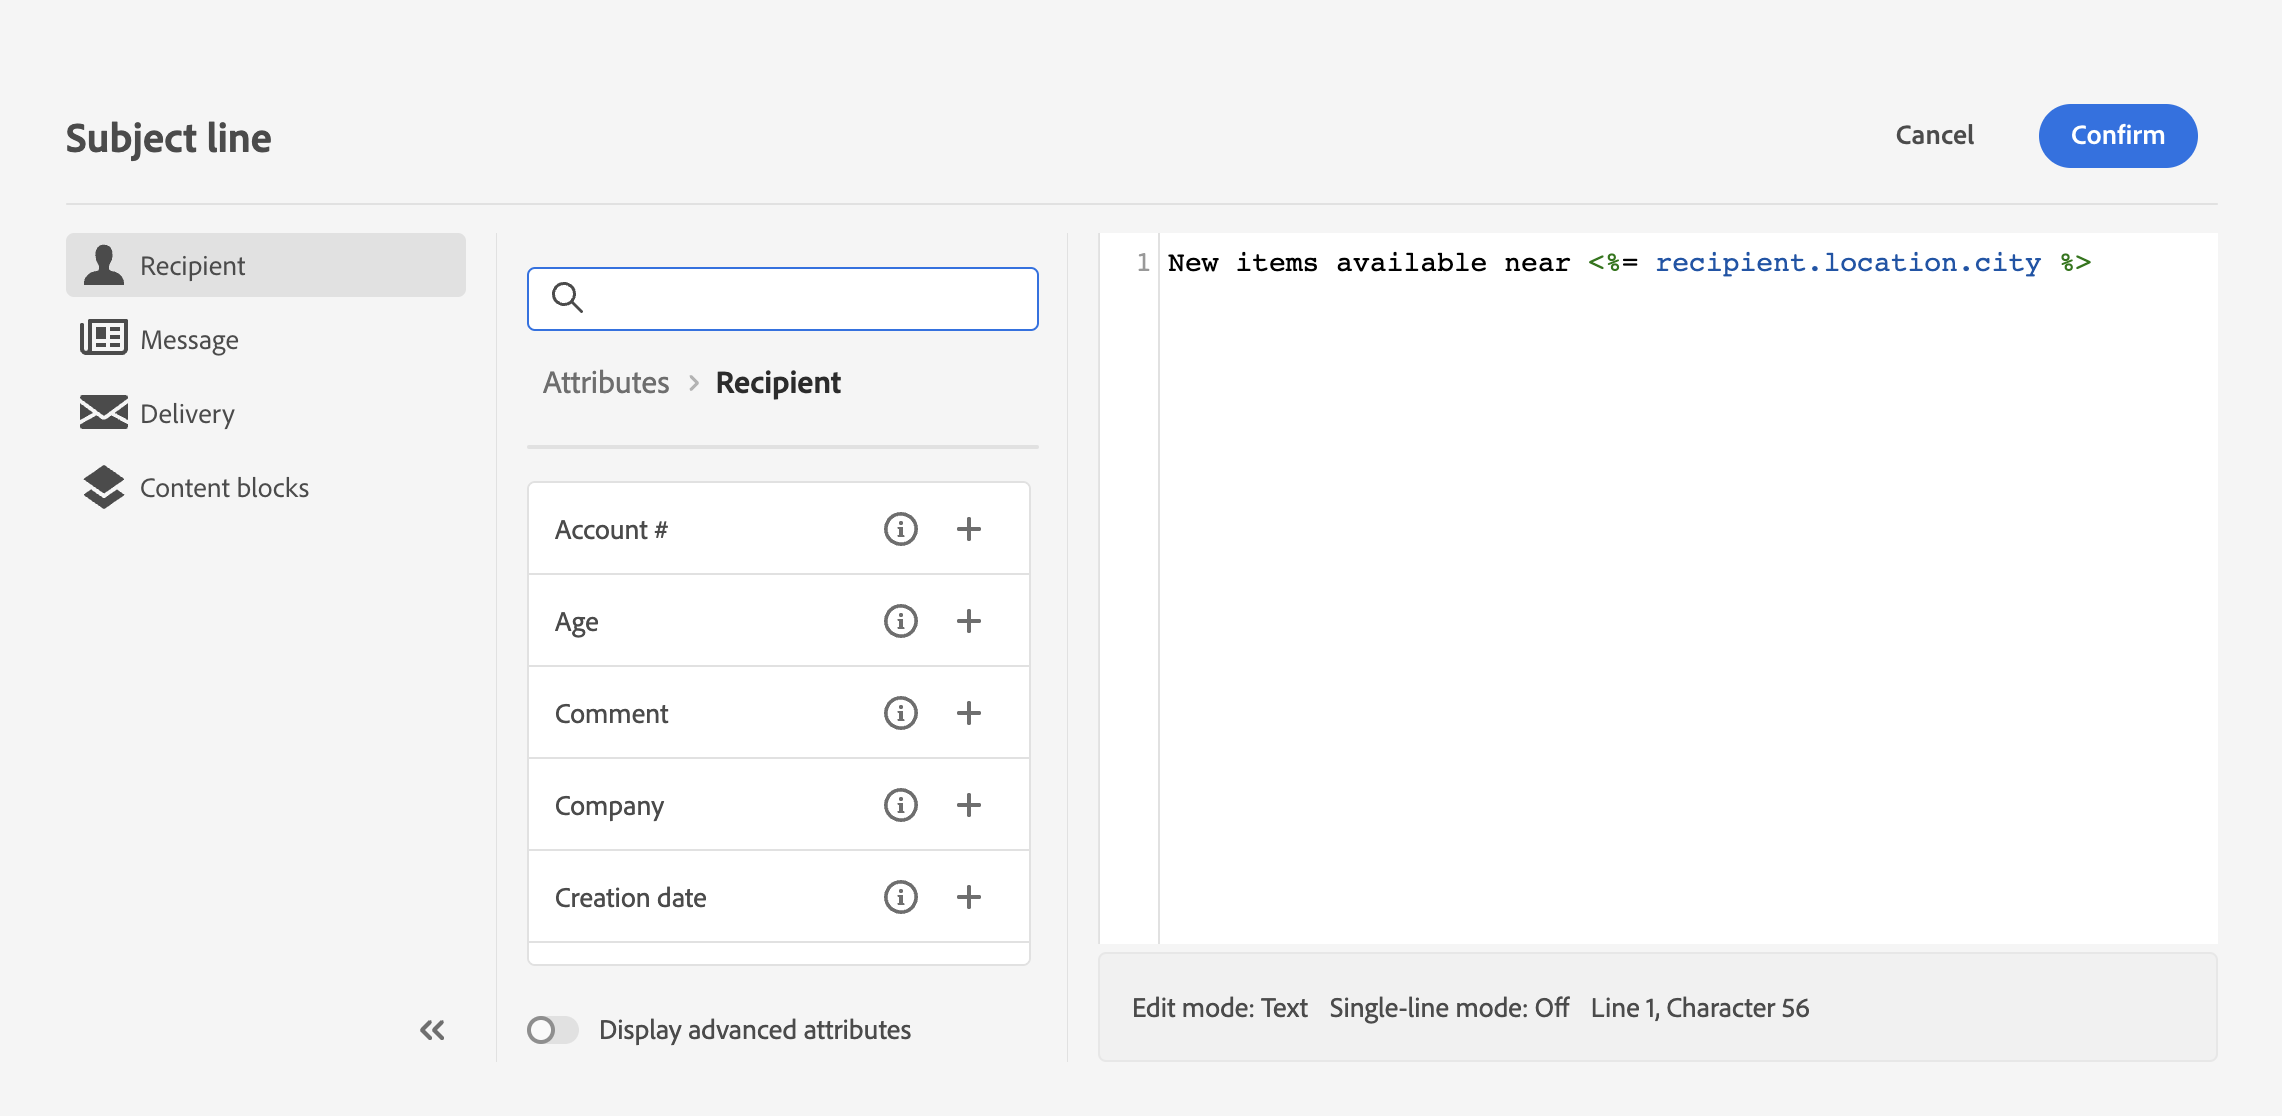 Subject line
Cancel
Confirm
Recipient
Message
Delivery
Content blocks
Attributes > Recipient
Account #
Age
Comment
Company
Creation date
Display advanced attributes
1 New items available near <%= recipient.location.city %>
Edit mode: Text Single-line mode: Off Line 1, Character 56